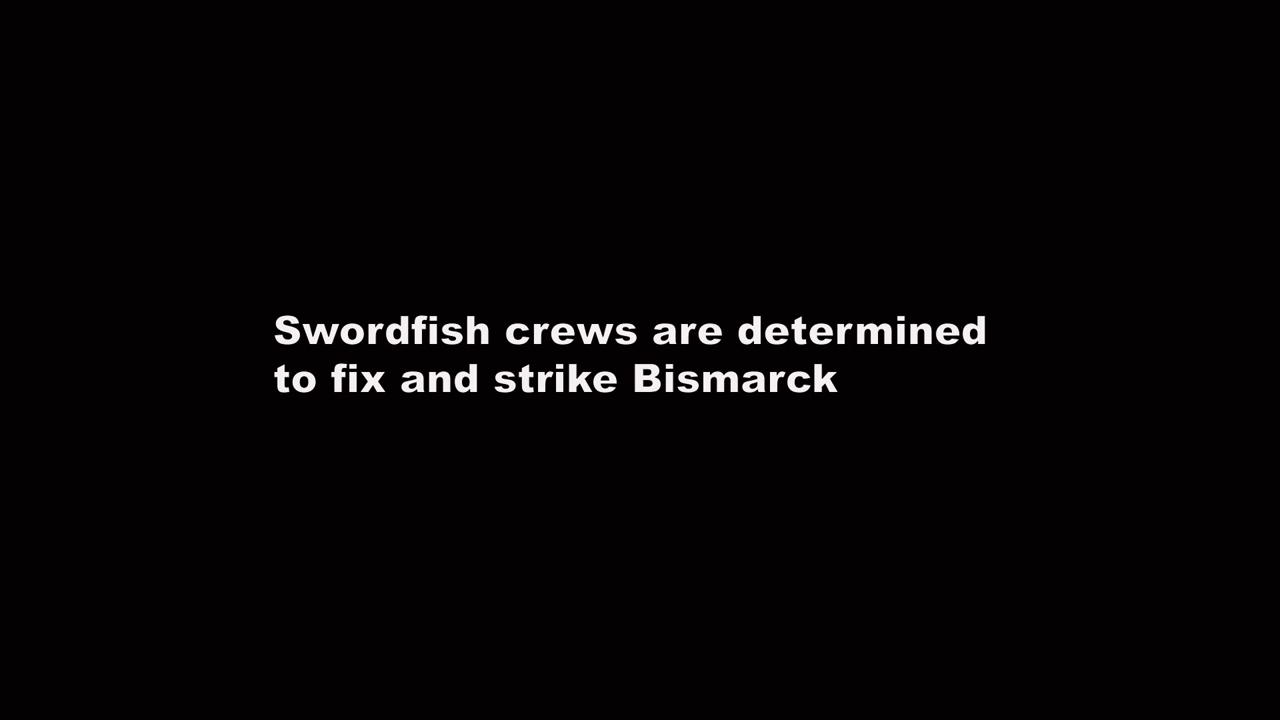 Swordfish crews are determined
to fix and strike Bismarck